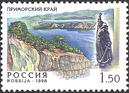 ПРИМОРСКИЙ КРАЙ
РОССИЯ
ROSSIJA • 1998
1.50